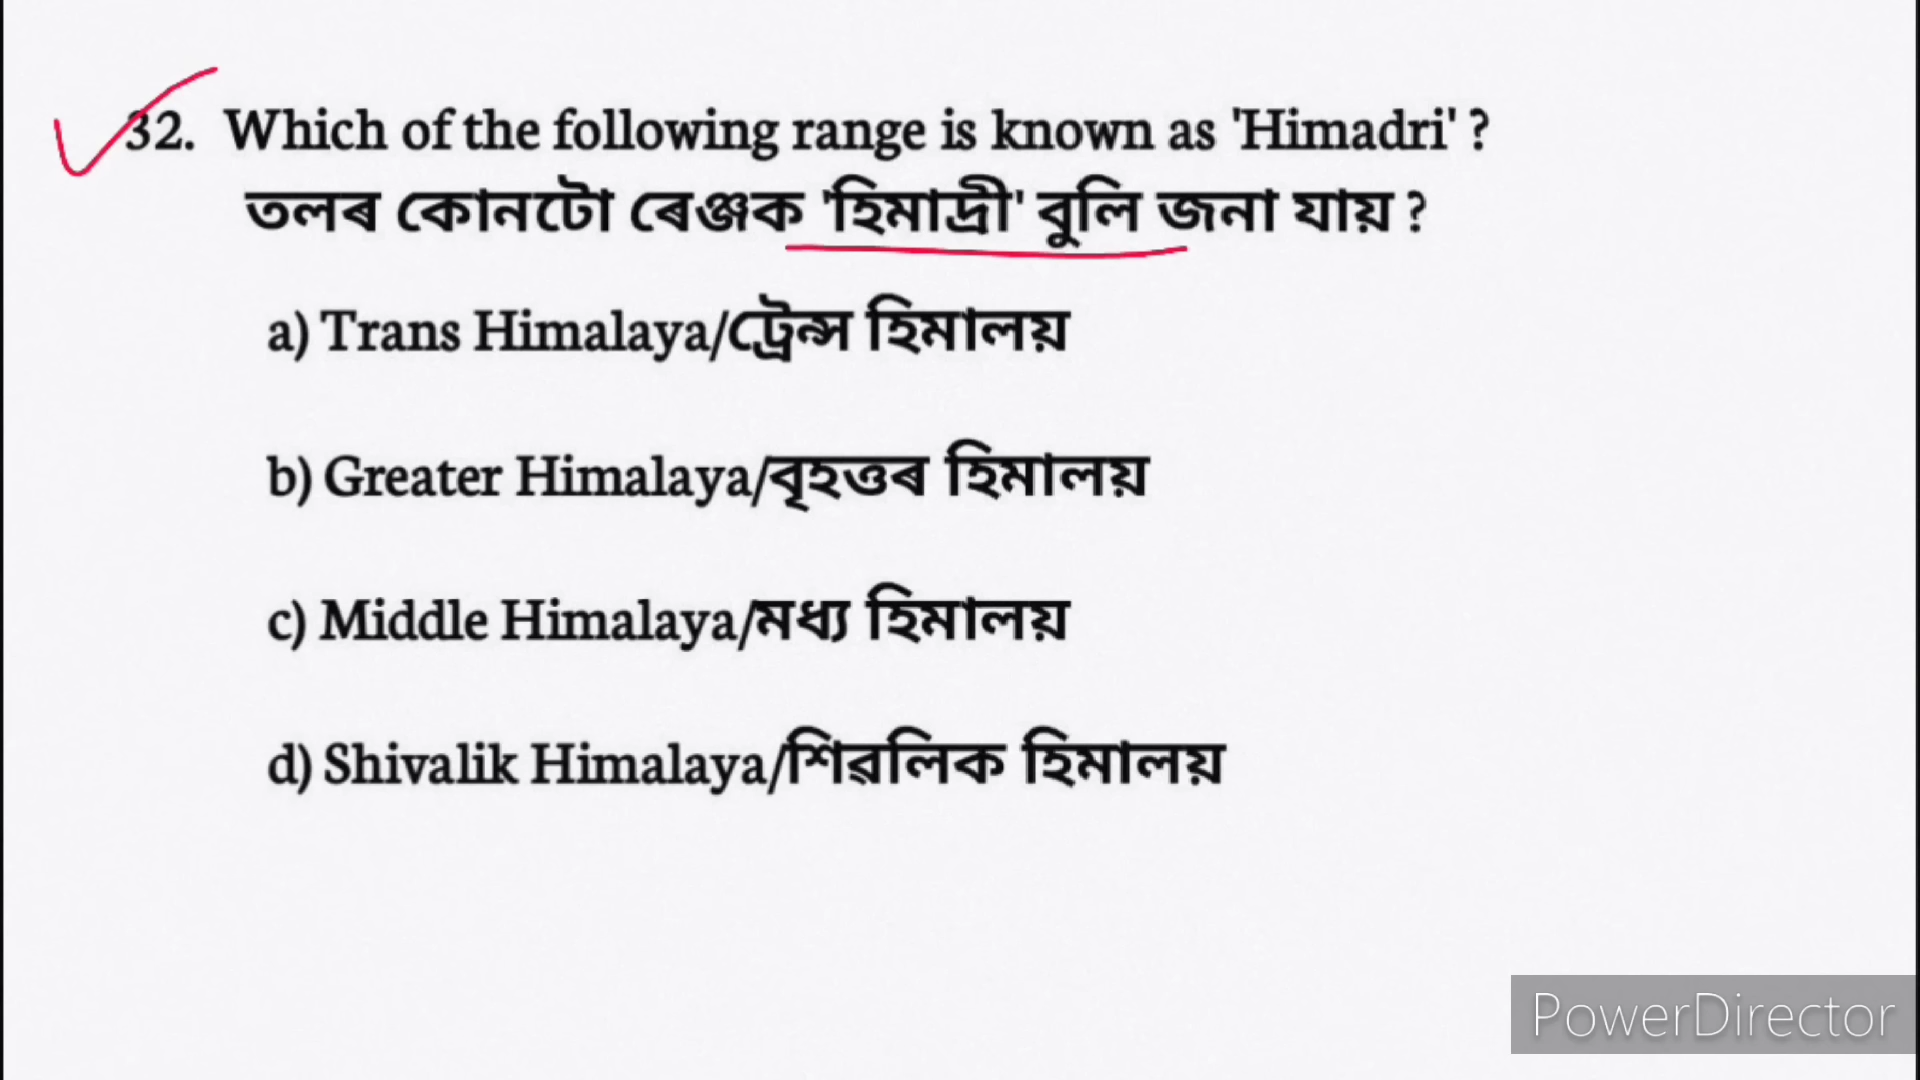 32. Which of the following range is known as 'Himadri' ?
তলৰ কোনটো ৰেঞ্জক 'হিমাদ্ৰী' বুলি জনা যায় ?
a) Trans Himalaya/ট্ৰেন্স হিমালয়
b) Greater Himalaya/বৃহত্তৰ হিমালয়
c) Middle Himalaya/মধ্য হিমালয়
d) Shivalik Himalaya/শিৱলিক হিমালয়
PowerDirector